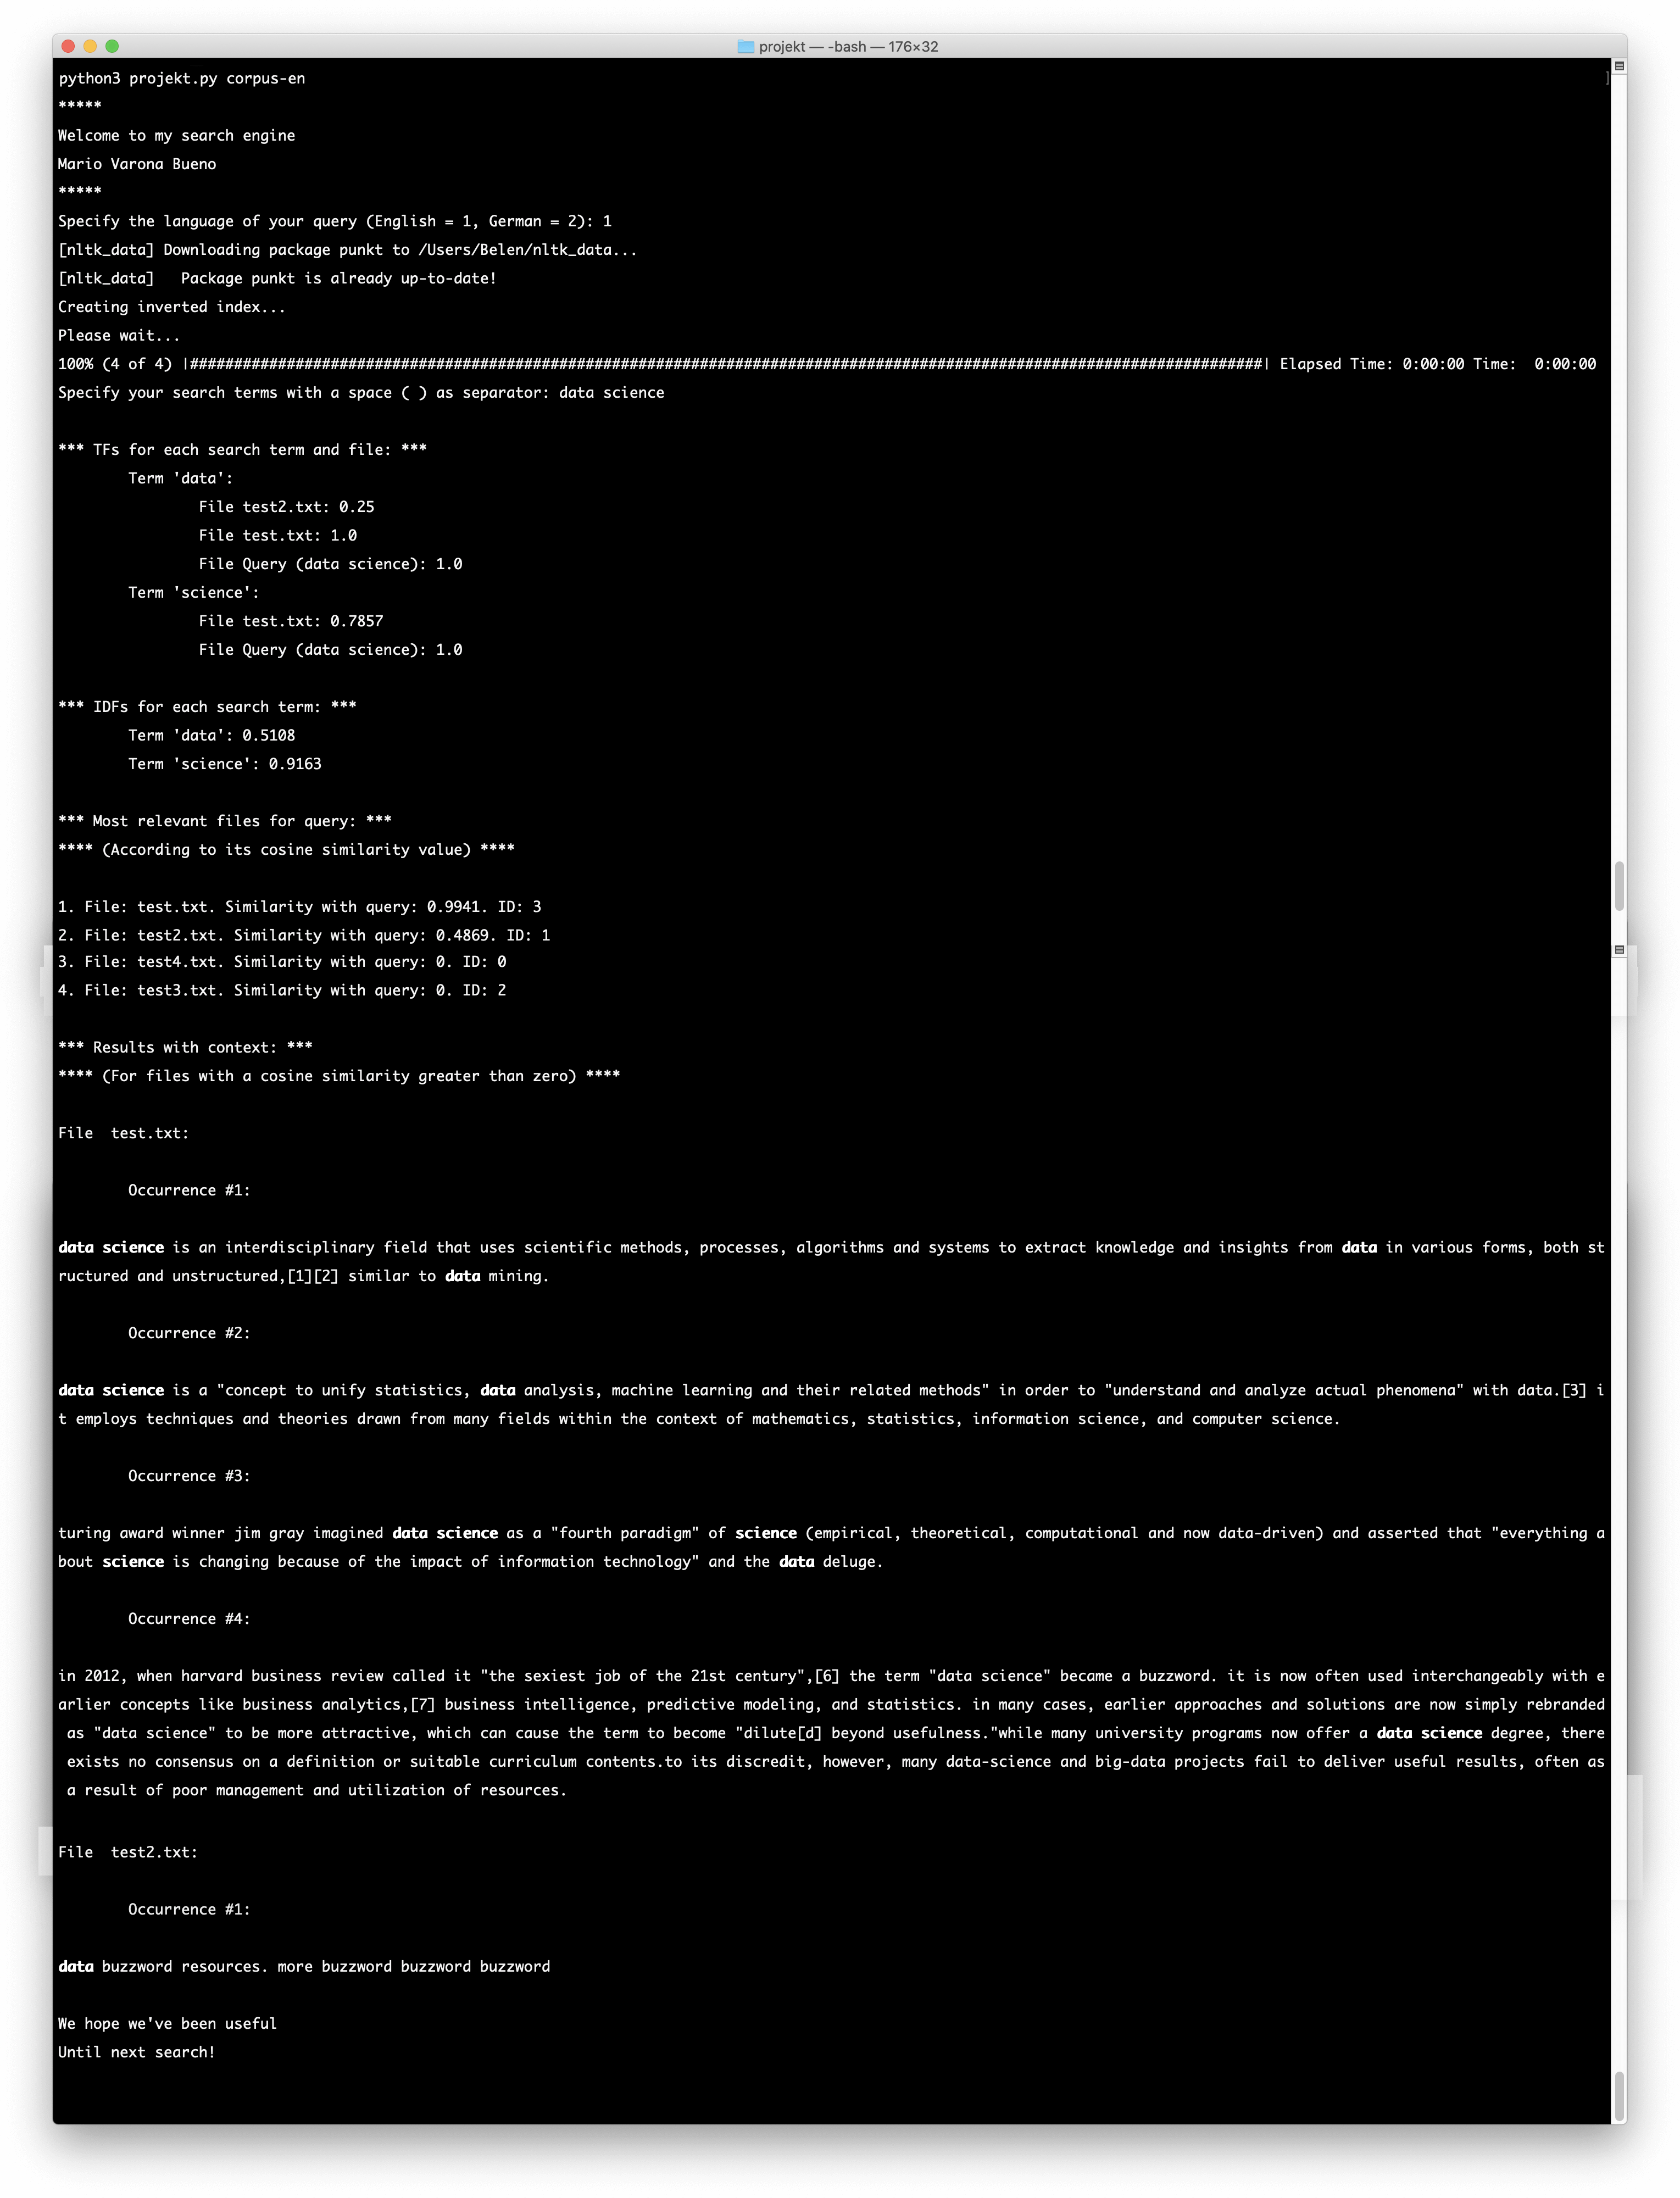 projekt — -bash — 176×32
python3 projekt.py corpus-en
*****
Welcome to my search engine
Mario Varona Bueno
*****
Specify the language of your query (English = 1, German = 2): 1
[nltk_data] Downloading package punkt to /Users/Belen/nltk_data...
[nltk_data]   Package punkt is already up-to-date!
Creating inverted index...
Please wait...
100% (4 of 4) |##########################################################################################################################| Elapsed Time: 0:00:00 Time:  0:00:00
Specify your search terms with a space ( ) as separator: data science
*** TFs for each search term and file: ***
Term 'data':
File test2.txt: 0.25
File test.txt: 1.0
File Query (data science): 1.0
Term 'science':
File test.txt: 0.7857
File Query (data science): 1.0
*** IDFs for each search term: ***
Term 'data': 0.5108
Term 'science': 0.9163
*** Most relevant files for query: ***
**** (According to its cosine similarity value) ****
1. File: test.txt. Similarity with query: 0.9941. ID: 3
2. File: test2.txt. Similarity with query: 0.4869. ID: 1
3. File: test4.txt. Similarity with query: 0. ID: 0
4. File: test3.txt. Similarity with query: 0. ID: 2
*** Results with context: ***
**** (For files with a cosine similarity greater than zero) ****
File  test.txt:
Occurrence #1:
data science is an interdisciplinary field that uses scientific methods, processes, algorithms and systems to extract knowledge and insights from data in various forms, both st
ructured and unstructured,[1][2] similar to data mining.
Occurrence #2:
data science is a "concept to unify statistics, data analysis, machine learning and their related methods" in order to "understand and analyze actual phenomena" with data.[3] i
t employs techniques and theories drawn from many fields within the context of mathematics, statistics, information science, and computer science.
Occurrence #3:
turing award winner jim gray imagined data science as a "fourth paradigm" of science (empirical, theoretical, computational and now data-driven) and asserted that "everything a
bout science is changing because of the impact of information technology" and the data deluge.
Occurrence #4:
in 2012, when harvard business review called it "the sexiest job of the 21st century",[6] the term "data science" became a buzzword. it is now often used interchangeably with e
arlier concepts like business analytics,[7] business intelligence, predictive modeling, and statistics. in many cases, earlier approaches and solutions are now simply rebranded
as "data science" to be more attractive, which can cause the term to become "dilute[d] beyond usefulness."while many university programs now offer a data science degree, there
exists no consensus on a definition or suitable curriculum contents.to its discredit, however, many data-science and big-data projects fail to deliver useful results, often as
a result of poor management and utilization of resources.
File  test2.txt:
Occurrence #1:
data buzzword resources. more buzzword buzzword buzzword
We hope we've been useful
Until next search!